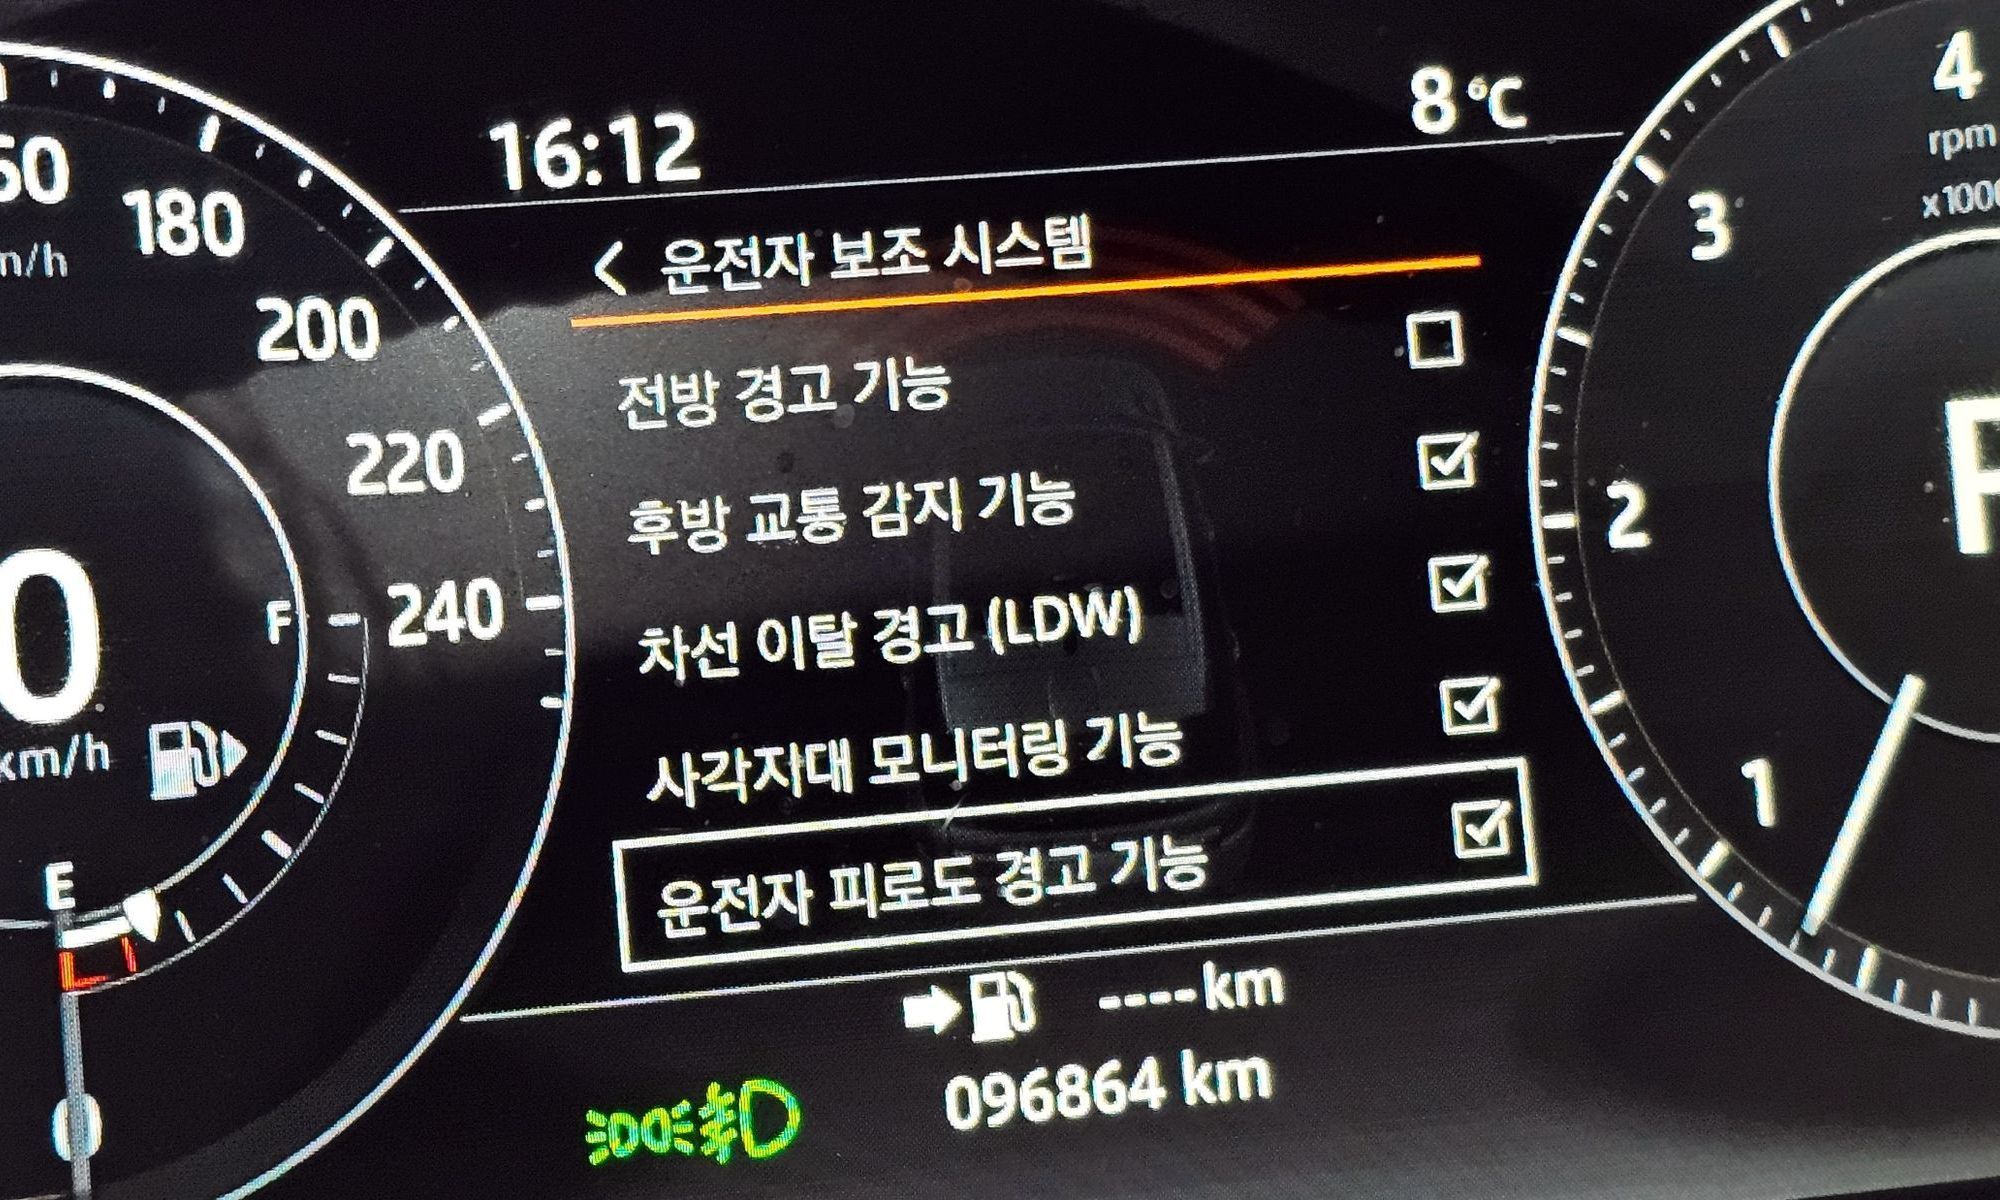 16:12
8 °C
< 운전자 보조 시스템
전방 경고 기능
후방 교통 감지 기능
차선 이탈 경고 (LDW)
사각자대 모니터링 기능
운전자 피로도 경고 기능
----km
096864 km
180
200
220
240
F
E
0
km/h
0
4
rpm
3
2
1